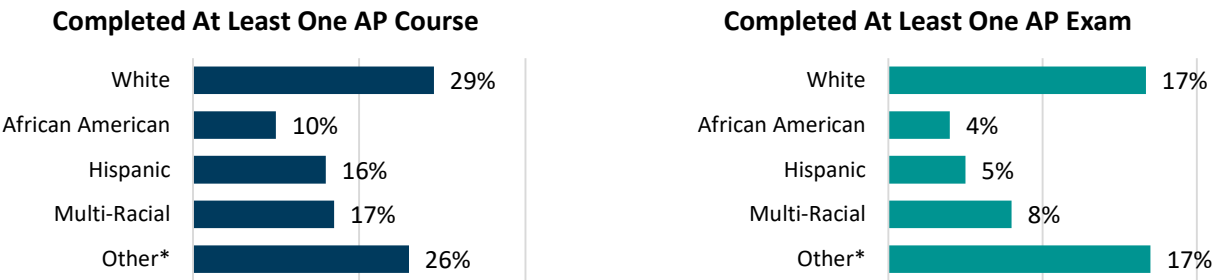 Completed At Least One AP Course
White 29%
African American 10%
Hispanic 16%
Multi-Racial 17%
Other* 26%
Completed At Least One AP Exam
White 17%
African American 4%
Hispanic 5%
Multi-Racial 8%
Other* 17%